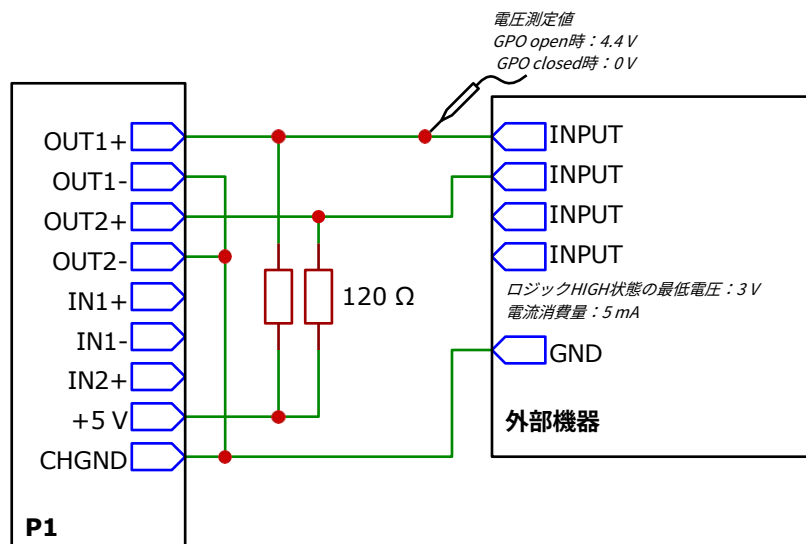 電圧測定値
GPO open時：4.4 V
GPO closed時：0 V
OUT1+
OUT1-
OUT2+
OUT2-
IN1+
IN1-
IN2+
+5 V
CHGND
P1
120 Ω
INPUT
INPUT
INPUT
INPUT
ロジックHIGH状態の最低電圧：3 V
電流消費量：5 mA
GND
外部機器